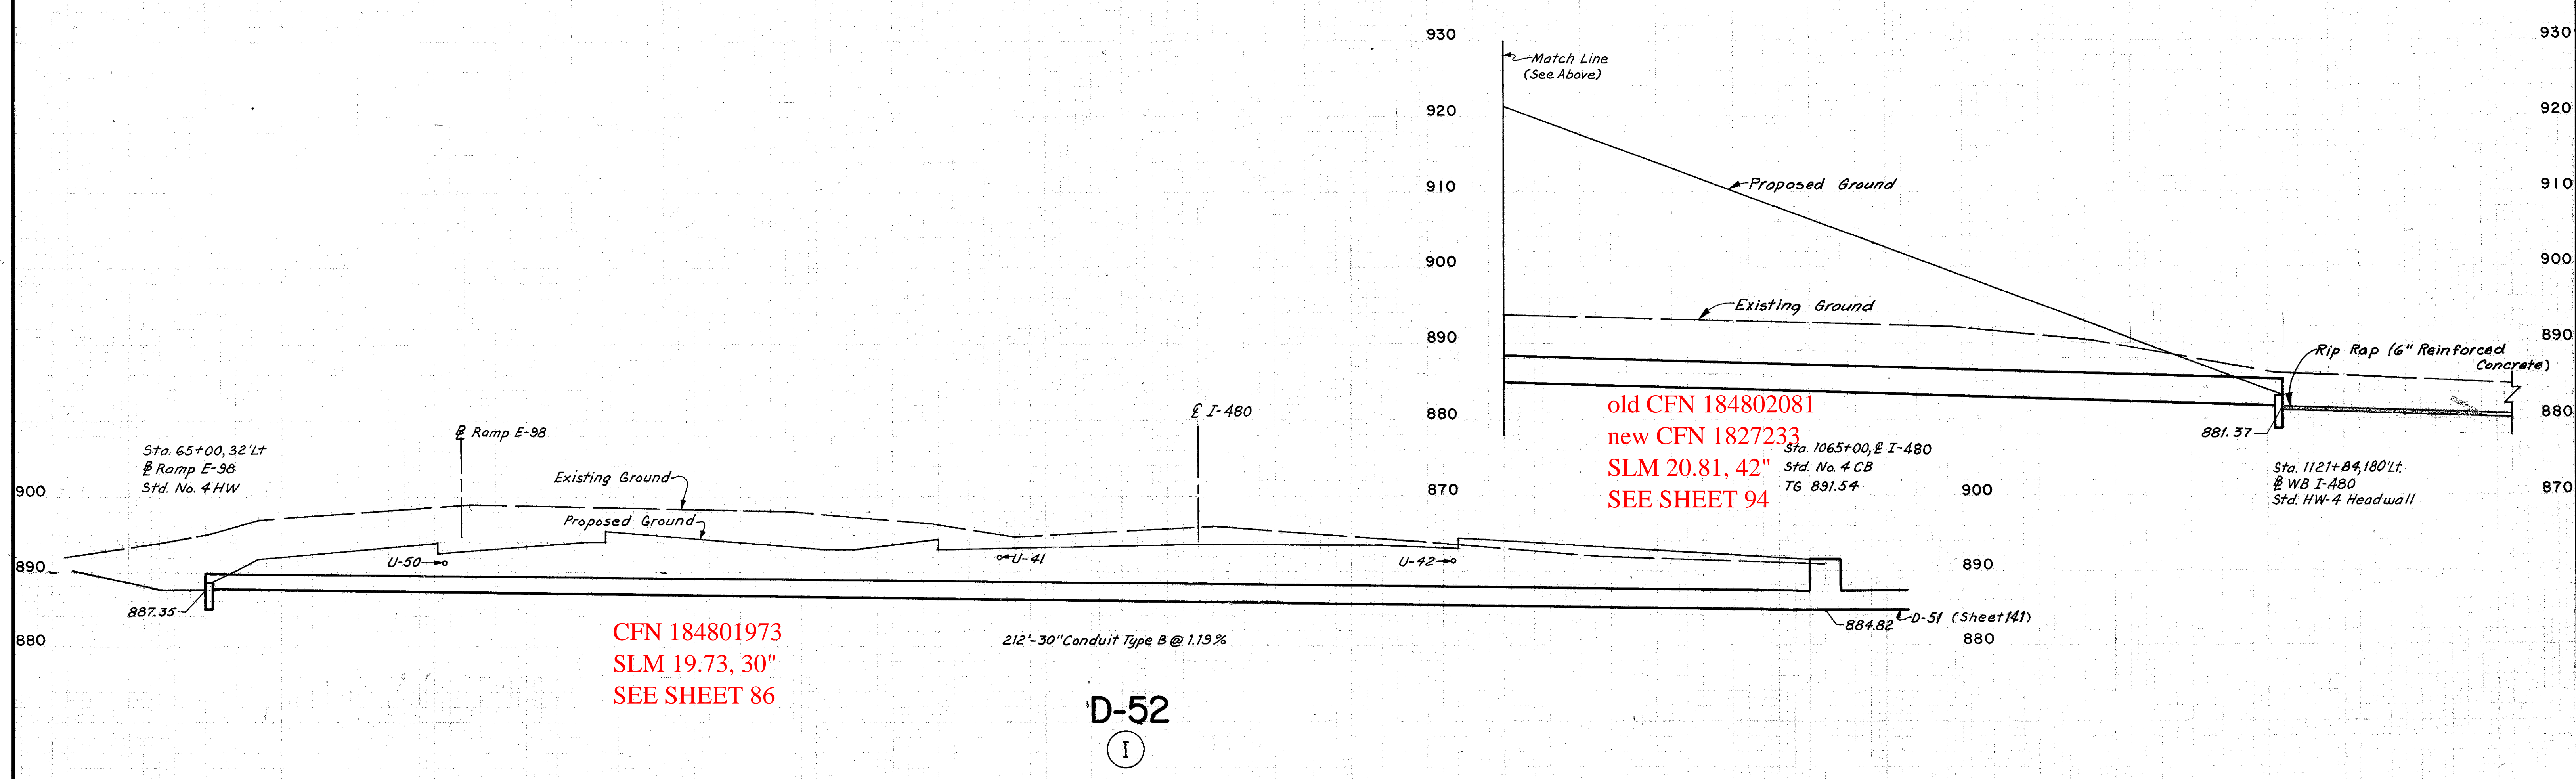 930
930
Match Line
(See Above)
920
920
Proposed Ground
910
910
900
900
Existing Ground
890
890
Rip Rap (6" Reinforced
Concrete)
880
880
old CFN 184802081
new CFN 1827233
SLM 20.81, 42"
SEE SHEET 94
Sta. 1065+00, ℄ I-480
Std. No. 4 CB
TG 891.54
881.37
Sta. 1121+84, 180' Lt.
℄ WB I-480
Std. HW-4 Headwall
870
870
℄ I-480
℄ Ramp E-98
Sta. 65+00, 32' Lt
℄ Ramp E-98
Std. No. 4 HW
900
900
Existing Ground
Proposed Ground
U-50
U-41
U-42
890
890
887.35
884.82
D-51 (Sheet 141)
880
880
CFN 184801973
SLM 19.73, 30"
SEE SHEET 86
212'-30" Conduit Type B @ 1.19%
D-52
I